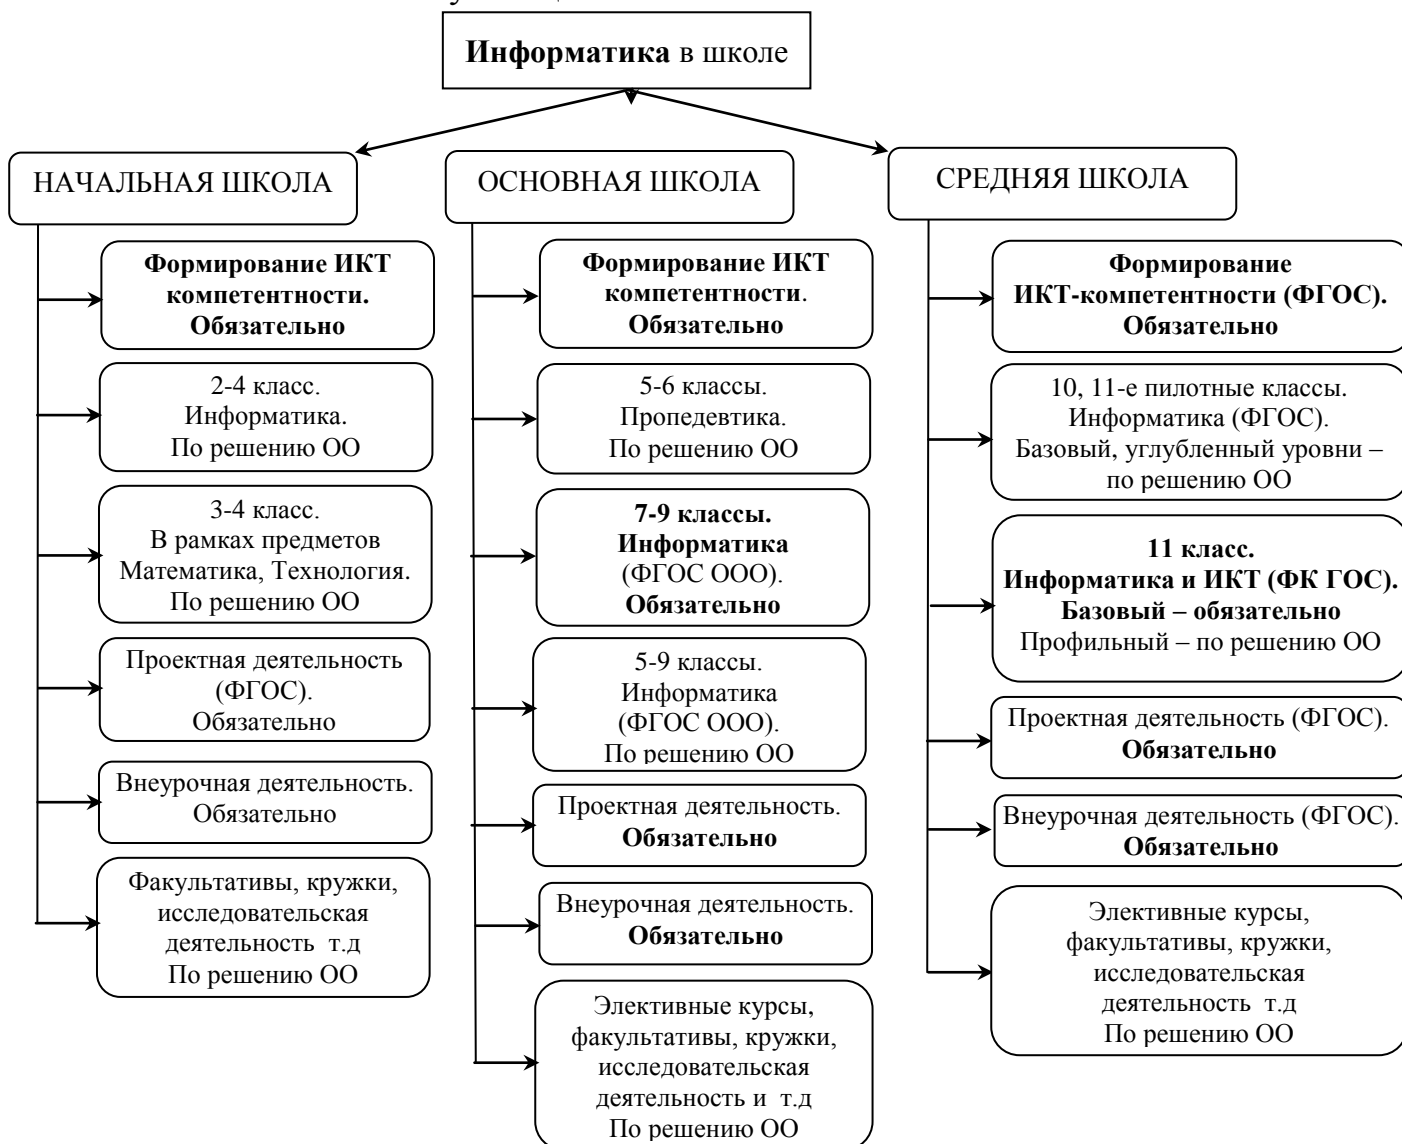 Информатика в школе
НАЧАЛЬНАЯ ШКОЛА
Формирование ИКТ
компетентности.
Обязательно
2-4 класс.
Информатика.
По решению ОО
3-4 класс.
В рамках предметов
Математика, Технология.
По решению ОО
Проектная деятельность
(ФГОС).
Обязательно
Внеурочная деятельность.
Обязательно
Факультативы, кружки,
исследовательская
деятельность т.д
По решению ОО
ОСНОВНАЯ ШКОЛА
Формирование ИКТ
компетентности.
Обязательно
5-6 классы.
Пропедевтика.
По решению ОО
7-9 классы.
Информатика
(ФГОС ООО).
Обязательно
5-9 классы.
Информатика
(ФГОС ООО).
По решению ОО
Проектная деятельность.
Обязательно
Внеурочная деятельность.
Обязательно
Элективные курсы,
факультативы, кружки,
исследовательская
деятельность и т.д
По решению ОО
СРЕДНЯЯ ШКОЛА
Формирование
ИКТ-компетентности (ФГОС).
Обязательно
10, 11-е пилотные классы.
Информатика (ФГОС).
Базовый, углубленный уровни –
по решению ОО
11 класс.
Информатика и ИКТ (ФК ГОС).
Базовый – обязательно
Профильный – по решению ОО
Проектная деятельность (ФГОС).
Обязательно
Внеурочная деятельность (ФГОС).
Обязательно
Элективные курсы,
факультативы, кружки,
исследовательская
деятельность т.д
По решению ОО